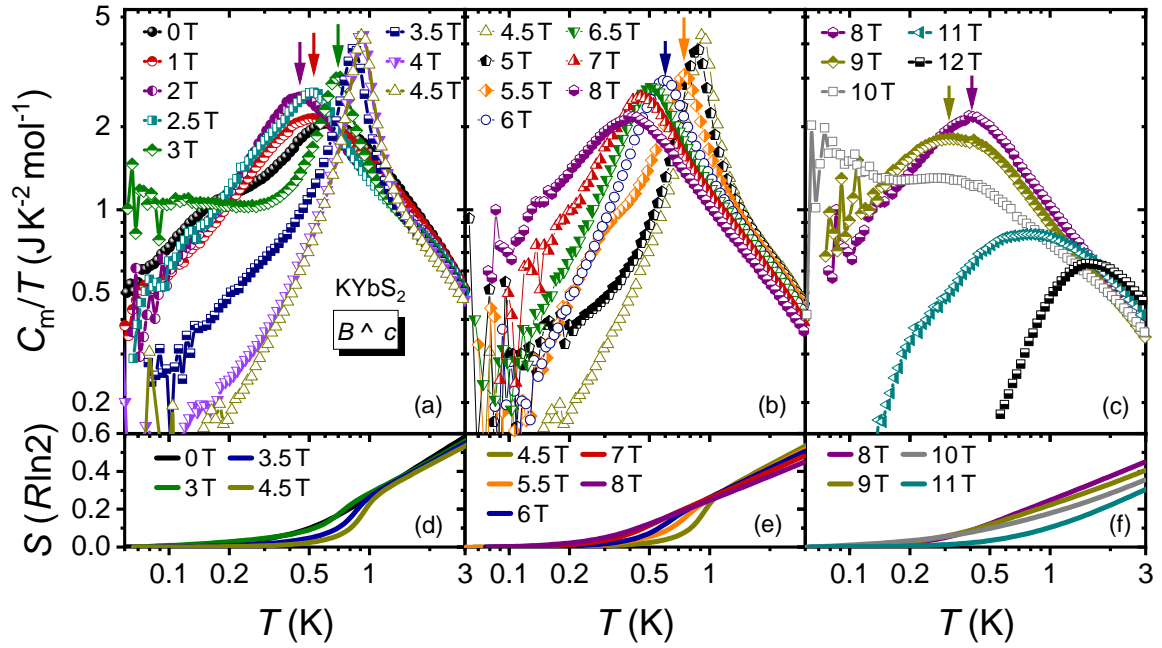 C_m/T (JK⁻² mol⁻¹)
5
2
1
0.5
0.2
0 T
1 T
2 T
2.5 T
3 T
3.5 T
4 T
4.5 T
KYbS₂
B ^ c
(a)
4.5 T
5 T
5.5 T
6 T
6.5 T
7 T
8 T
(b)
8 T
9 T
10 T
11 T
12 T
(c)
S (Rln2)
0.6
0.6
0.4
0.2
0.0
0 T
3 T
3.5 T
4.5 T
(d)
4.5 T
5.5 T
6 T
7 T
8 T
(e)
8 T
9 T
10 T
11 T
(f)
0.1 0.2 0.5 1 3 0.1 0.2 0.5 1 0.1 0.2 0.5 1 3
T (K) T (K) T (K)